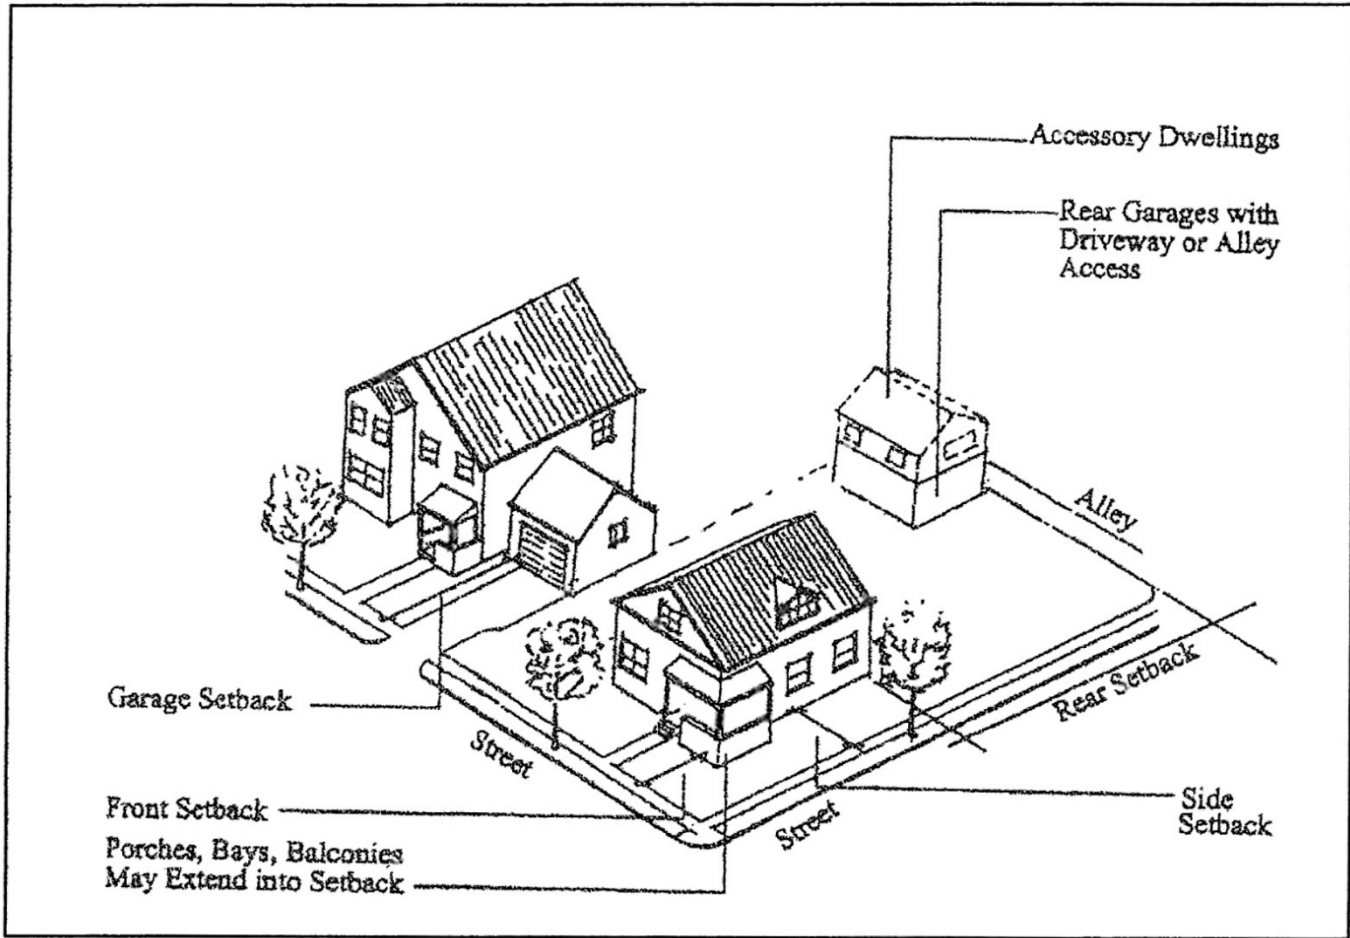 Accessory Dwellings
Rear Garages with
Driveway or Alley
Access
Alley
Rear Setback
Garage Setback
Street
Front Setback
Street
Side
Setback
Porches, Bays, Balconies
May Extend into Setback